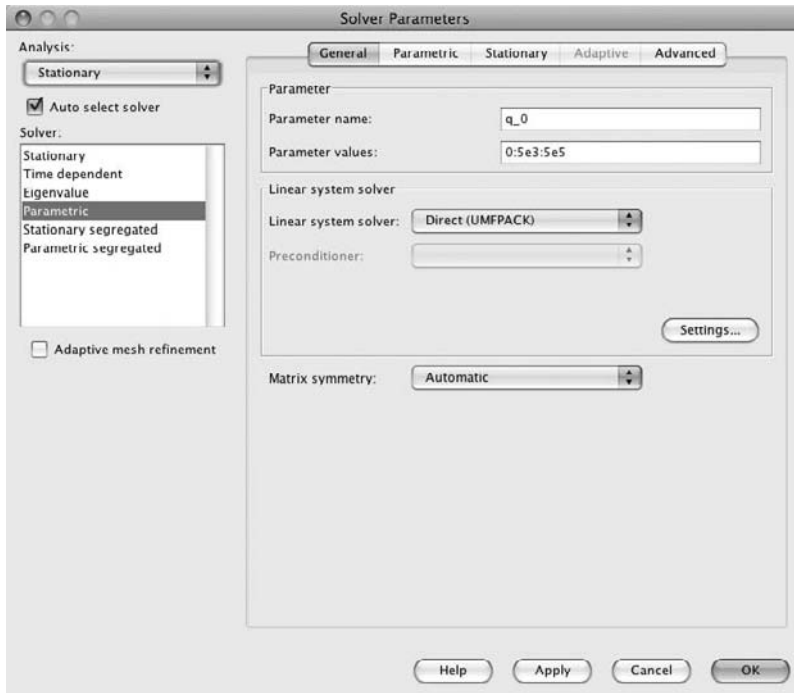 Solver Parameters
Analysis:
Stationary
Auto select solver
Solver:
Stationary
Time dependent
Eigenvalue
Parametric
Stationary segregated
Parametric segregated
Adaptive mesh refinement
General Parametric Stationary Adaptive Advanced
Parameter
Parameter name: q_0
Parameter values: 0:5e3:5e5
Linear system solver
Linear system solver: Direct (UMFPACK)
Preconditioner:
Settings...
Matrix symmetry: Automatic
Help Apply Cancel OK